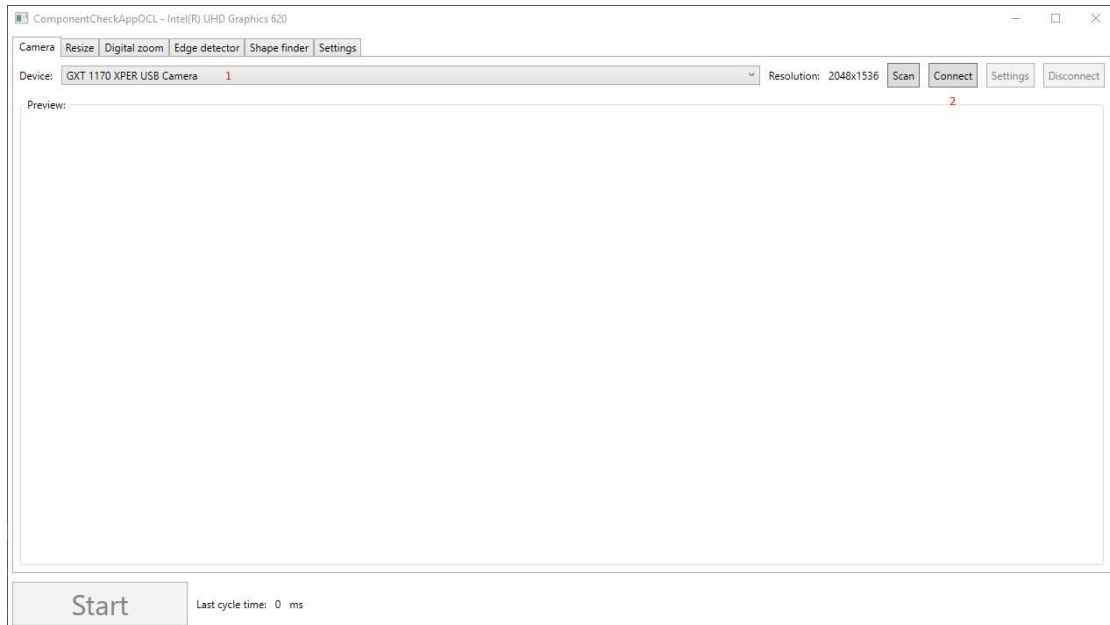 ComponentCheckAppOCL - Intel(R) UHD Graphics 620
Camera Resize Digital zoom Edge detector Shape finder Settings
Device: GXT 1170 XPER USB Camera 1 Resolution: 2048x1536 Scan Connect Settings Disconnect
2
Preview:
Start Last cycle time: 0 ms